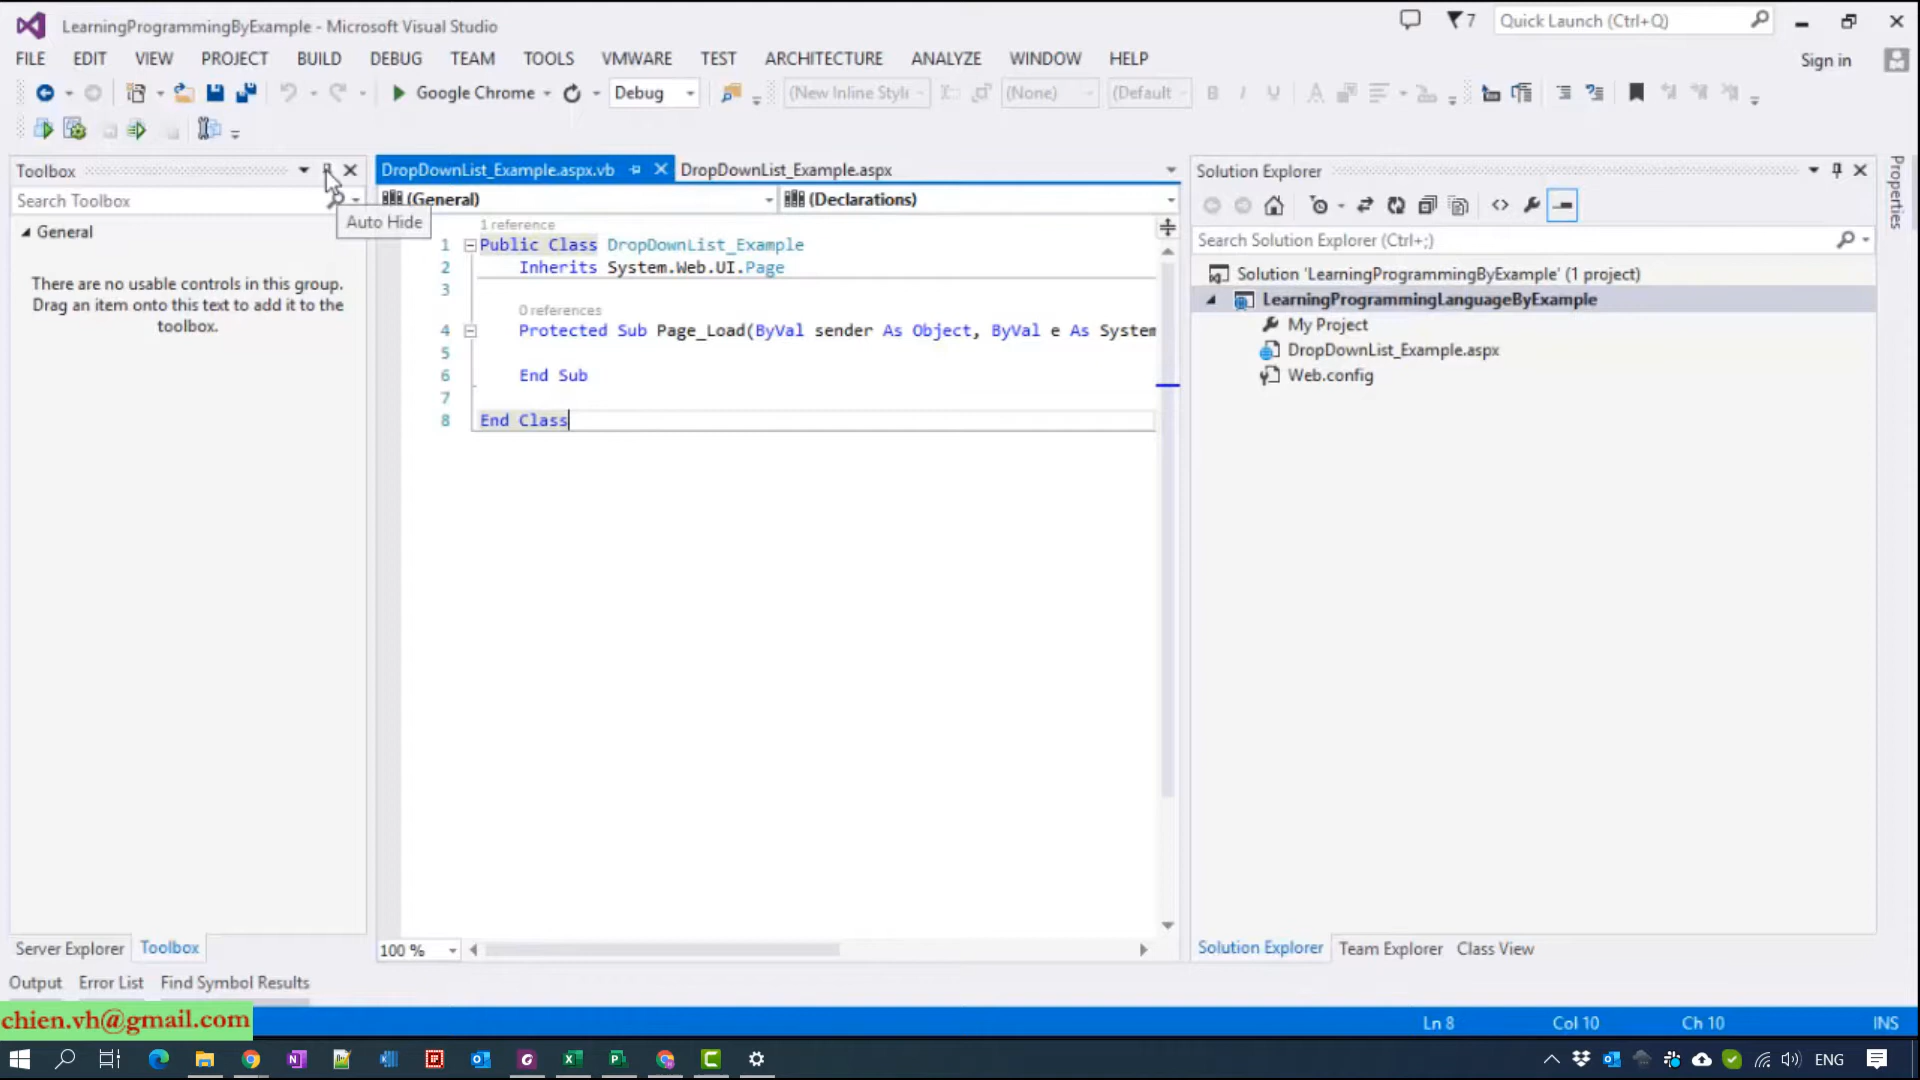 LearningProgrammingByExample - Microsoft Visual Studio
7
Quick Launch (Ctrl+Q)
FILE EDIT VIEW PROJECT BUILD DEBUG TEAM TOOLS VMWARE TEST ARCHITECTURE ANALYZE WINDOW HELP
Sign in
Google Chrome Debug (New Inline Styl (None) (Default
Toolbox
Search Toolbox
Auto Hide
General
There are no usable controls in this group.
Drag an item onto this text to add it to the
toolbox.
Server Explorer Toolbox
DropDownList_Example.aspx.vb DropDownList_Example.aspx
(General) (Declarations)
1 reference
1 Public Class DropDownList_Example
2 Inherits System.Web.UI.Page
3
0 references
4 Protected Sub Page_Load(ByVal sender As Object, ByVal e As System
5
6 End Sub
7
8 End Class
100 %
Solution Explorer
Search Solution Explorer (Ctrl+;)
Solution 'LearningProgrammingByExample' (1 project)
LearningProgrammingLanguageByExample
My Project
DropDownList_Example.aspx
Web.config
Solution Explorer Team Explorer Class View
Properties
Output Error List Find Symbol Results
chien.vh@gmail.com
Ln 8 Col 10 Ch 10 INS
ENG